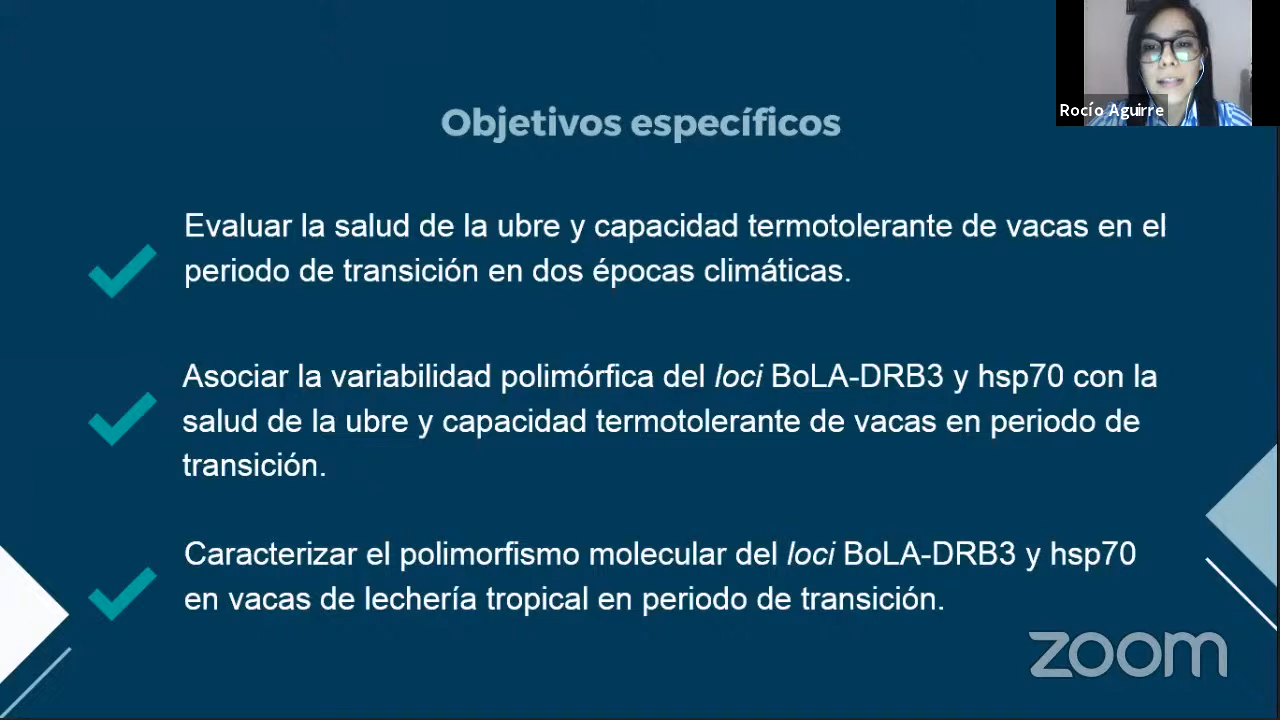 Rocío Aguirre
Objetivos específicos
Evaluar la salud de la ubre y capacidad termotolerante de vacas en el
periodo de transición en dos épocas climáticas.
Asociar la variabilidad polimórfica del loci BoLA-DRB3 y hsp70 con la
salud de la ubre y capacidad termotolerante de vacas en periodo de
transición.
Caracterizar el polimorfismo molecular del loci BoLA-DRB3 y hsp70
en vacas de lechería tropical en periodo de transición.
zoom